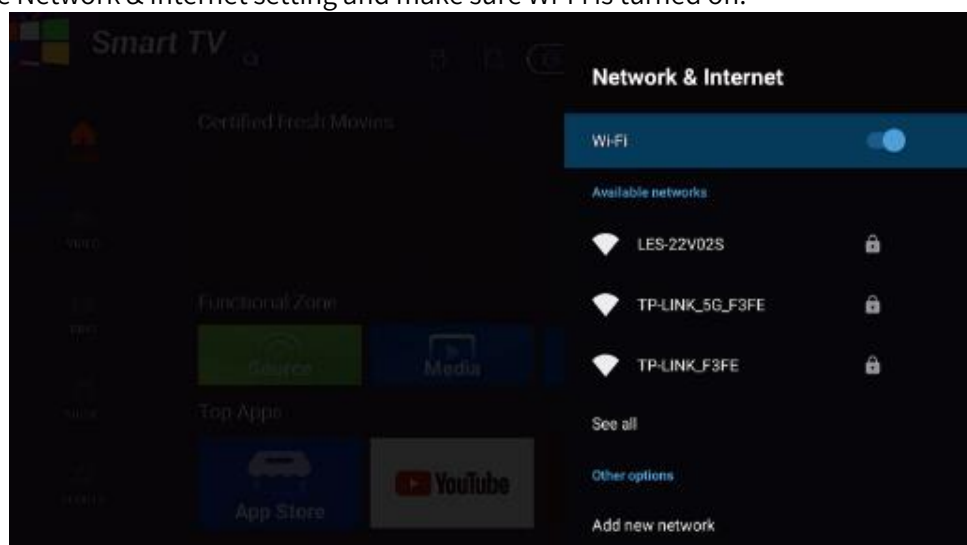 Network & Internet setting and make sure Wi-Fi is turned on.
Smart TV
Certified Fresh Movies
Functional Zone
Source
Media
Top Apps
App Store
YouTube
Network & Internet
Wi-Fi
Available networks
LES-22V02S
TP-LINK_5G_F3FE
TP-LINK_F3FE
See all
Other options
Add new network